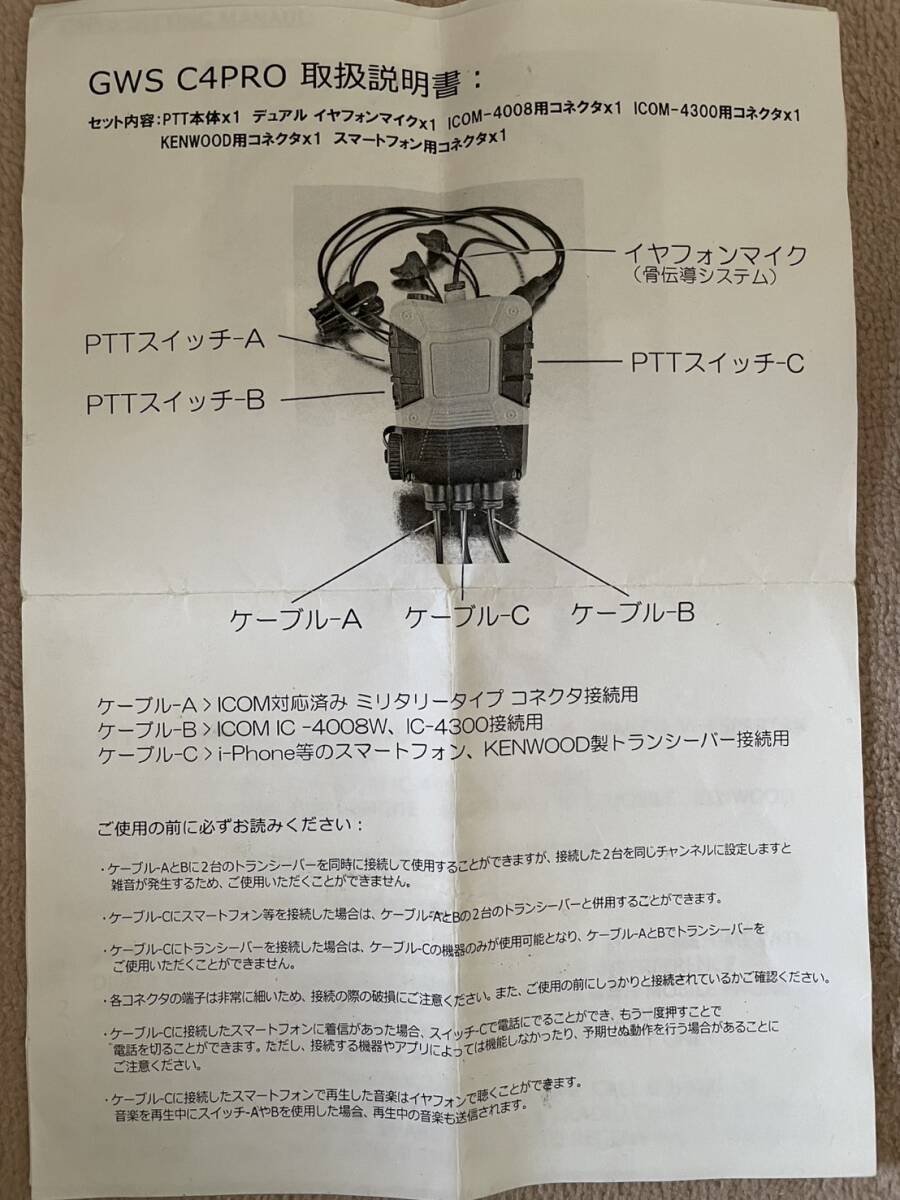 GWS C4PRO 取扱説明書：
セット内容：PTT本体x1 デュアル イヤフォンマイクx1 ICOM-4008用コネクタx1 ICOM-4300用コネクタx1
KENWOOD用コネクタx1 スマートフォン用コネクタx1
イヤフォンマイク
（骨伝導システム）
PTTスイッチ-A
PTTスイッチ-C
PTTスイッチ-B
ケーブル-A ケーブル-C ケーブル-B
ケーブル-A＞ICOM対応済み ミリタリータイプ コネクタ接続用
ケーブル-B＞ICOM IC -4008W、IC-4300接続用
ケーブル-C＞i-Phone等のスマートフォン、KENWOOD製トランシーバー接続用
ご使用の前に必ずお読みください：
・ケーブル-AとBに2台のトランシーバーを同時に接続して使用することができますが、接続した2台を同じチャンネルに設定しますと
雑音が発生するため、ご使用いただくことができません。
・ケーブル-Cにスマートフォン等を接続した場合は、ケーブル-AとBの2台のトランシーバーと併用することができます。
・ケーブル-Cにトランシーバーを接続した場合は、ケーブル-Cの機器のみが使用可能となり、ケーブル-AとBでトランシーバーを
ご使用いただくことができません。
・各コネクタの端子は非常に細いため、接続の際の破損にご注意ください。また、ご使用の前にしっかりと接続されているかご確認ください。
・ケーブル-Cに接続したスマートフォンに着信があった場合、スイッチ-Cで電話にでることができ、もう一度押すことで
電話を切ることができます。ただし、接続する機器やアプリによっては機能しなかったり、予期せぬ動作を行う場合があることに
ご注意ください。
・ケーブル-Cに接続したスマートフォンで再生した音楽はイヤフォンで聴くことができます。
音楽を再生中にスイッチ-AやBを使用した場合、再生中の音楽も送信されます。